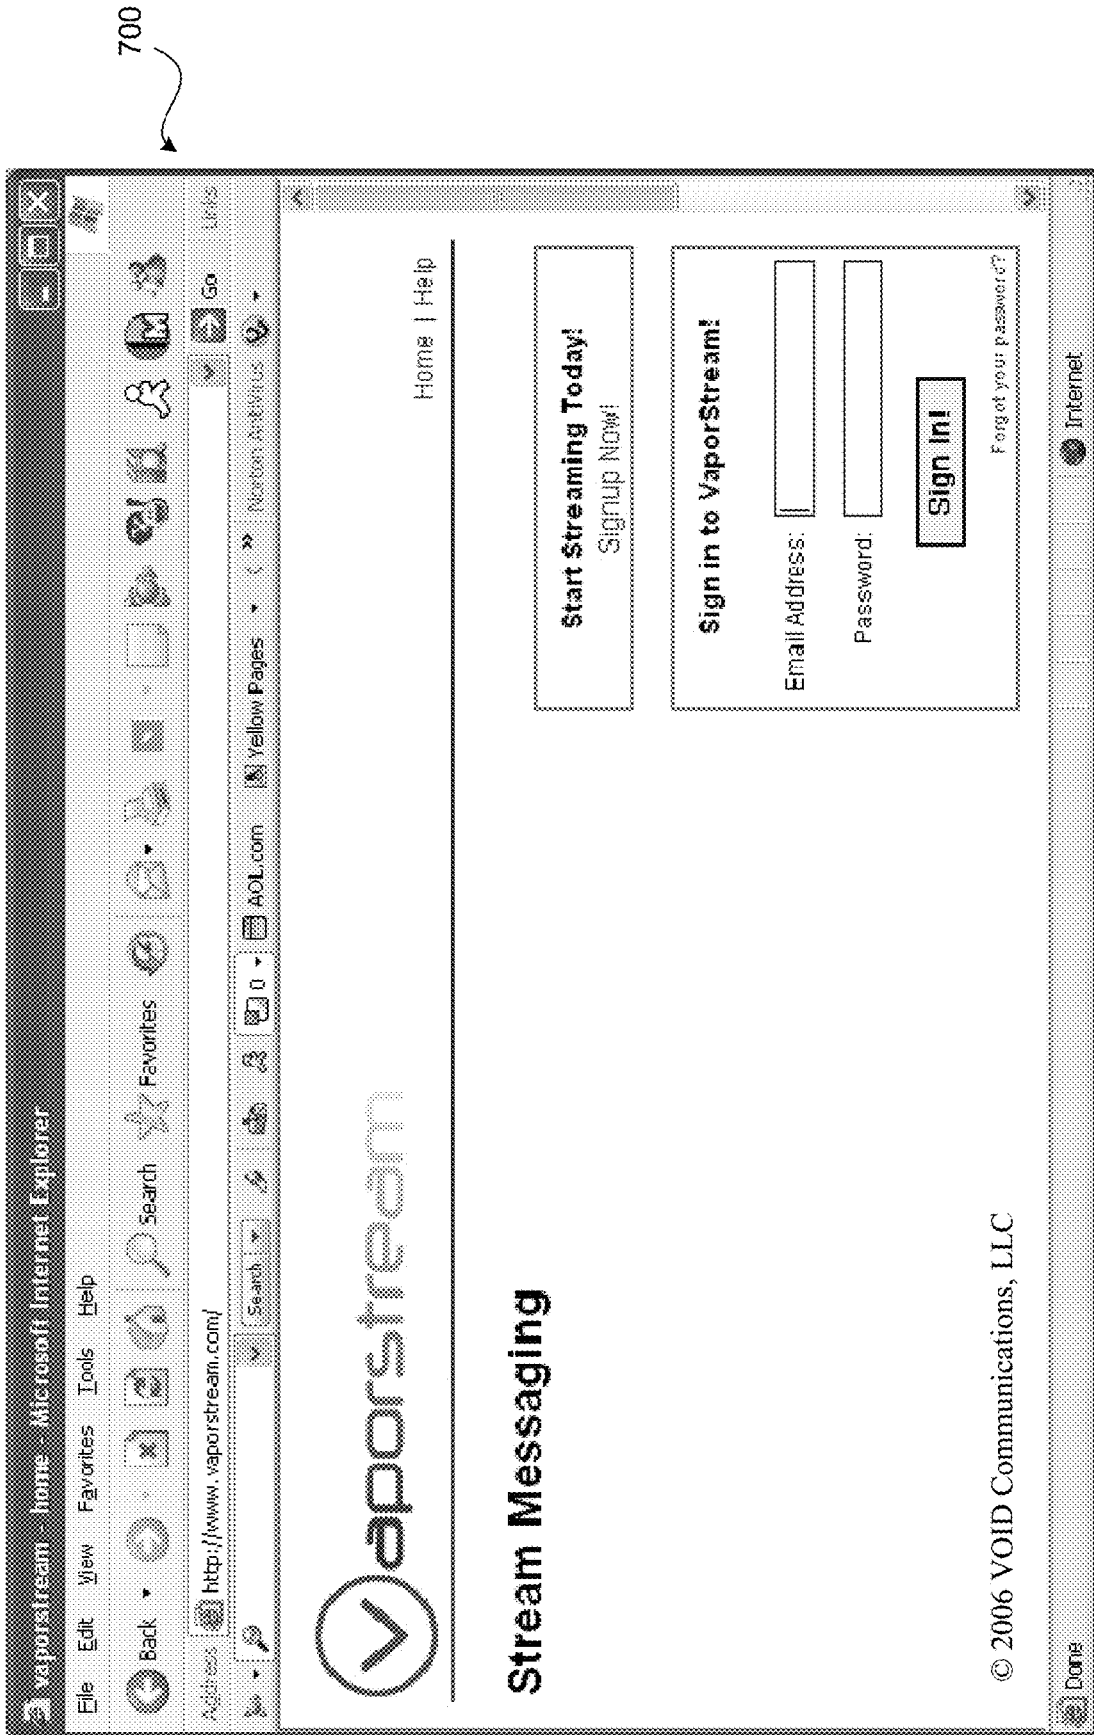 700
vaporstream - home - Microsoft Internet Explorer
File Edit View Favorites Tools Help
Back Search Favorites
Address http://www.vaporstream.com/ Go Links
Search 0 AOL.com Yellow Pages Norton AntiVirus
vaporstream
Home | Help
Stream Messaging
Start Streaming Today!
Signup Now!
Sign in to VaporStream!
Email Address:
Password:
Sign In!
Forgot your password?
© 2006 VOID Communications, LLC
Done Internet